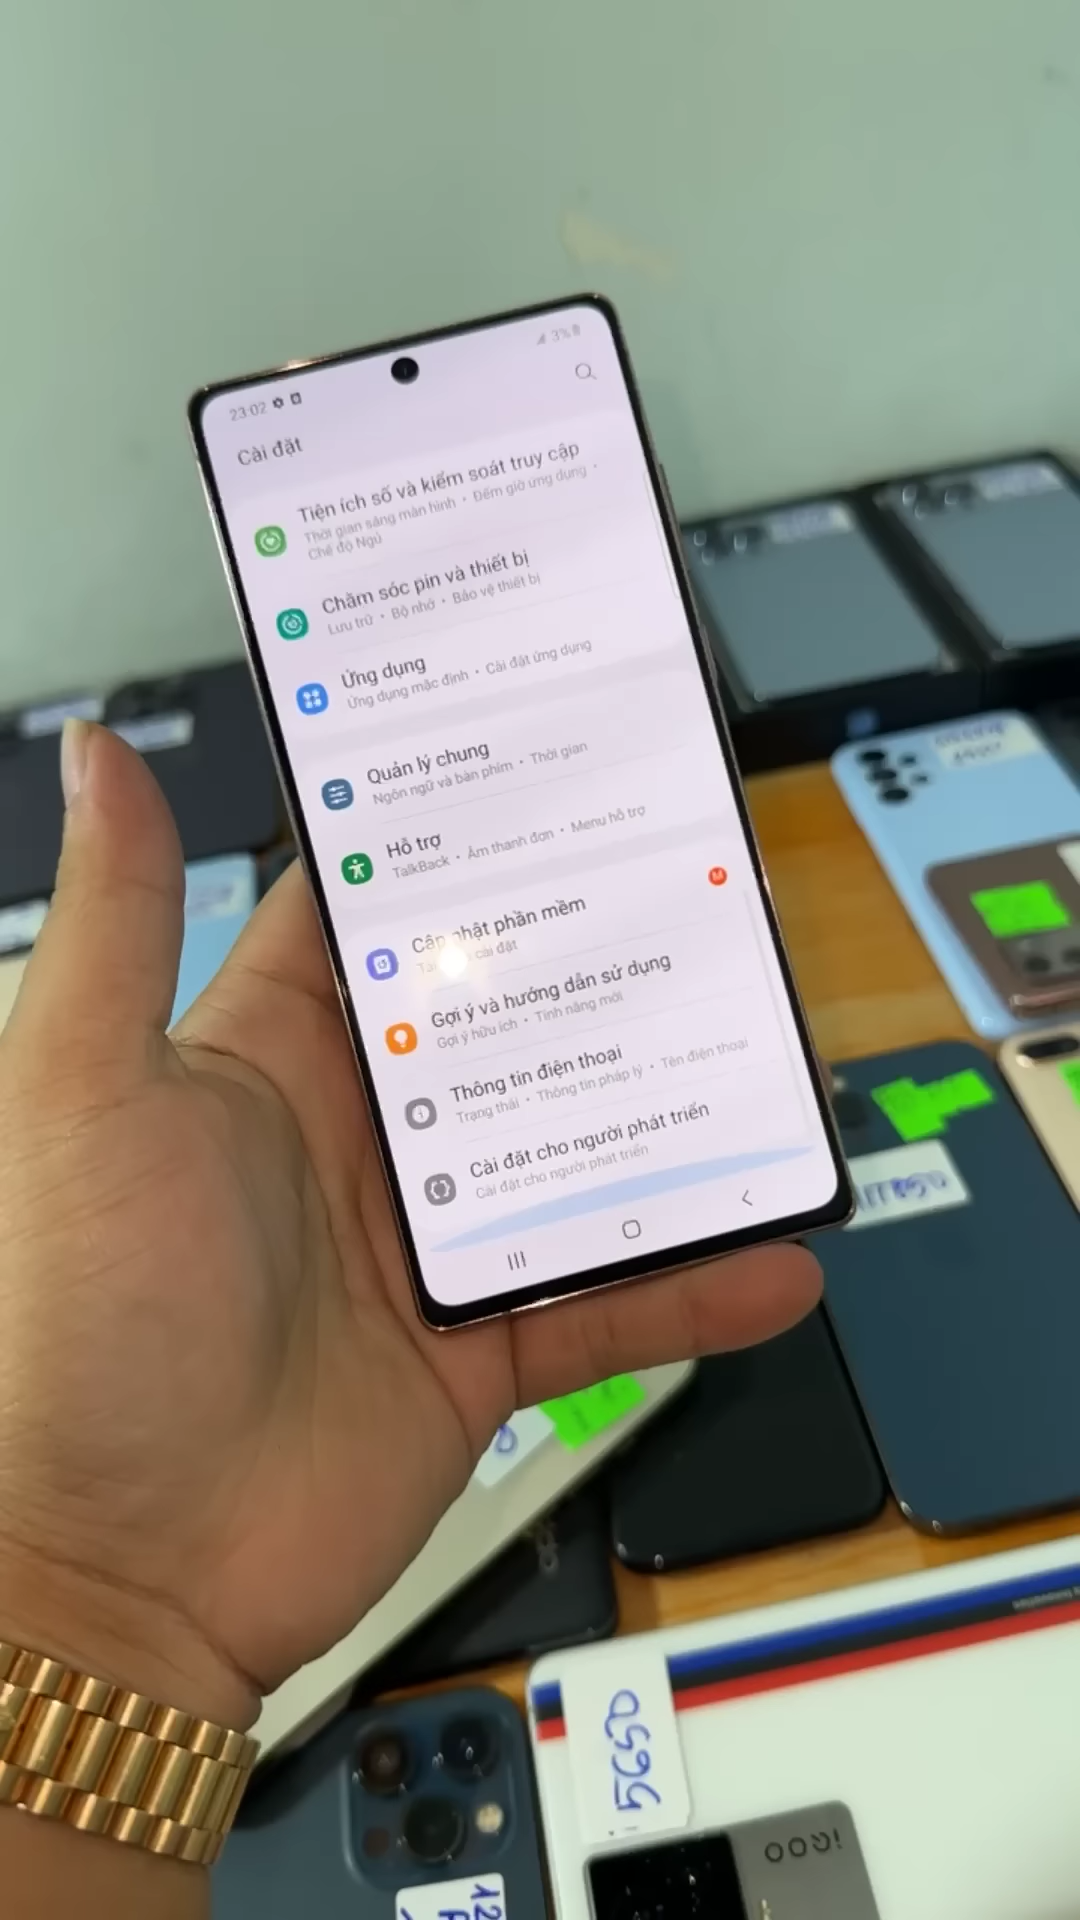 23:02
3%
Cài đặt
Tiện ích số và kiểm soát truy cập
Thời gian sáng màn hình • Đếm giờ ứng dụng •
Chế độ Ngủ
Chăm sóc pin và thiết bị
Lưu trữ • Bộ nhớ • Bảo vệ thiết bị
Ứng dụng
Ứng dụng mặc định • Cài đặt ứng dụng
Quản lý chung
Ngôn ngữ và bàn phím • Thời gian
Hỗ trợ
TalkBack • Âm thanh đơn • Menu hỗ trợ
Cập nhật phần mềm
M
cài đặt
Gợi ý và hướng dẫn sử dụng
Gợi ý hữu ích • Tính năng mới
Thông tin điện thoại
Trạng thái • Thông tin pháp lý • Tên điện thoại
Cài đặt cho người phát triển
Cài đặt cho người phát triển
iQOO
12